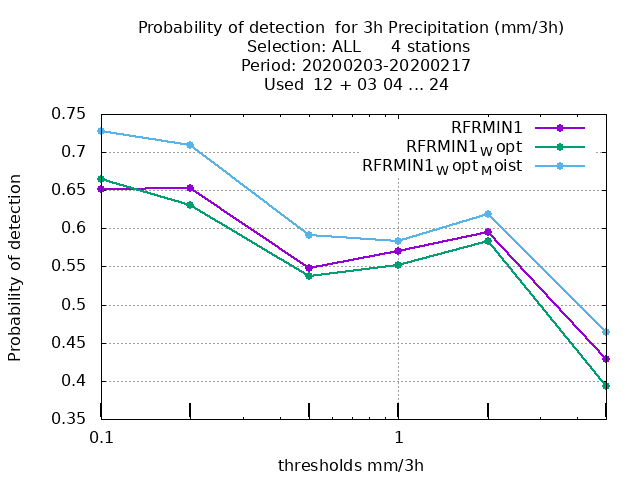 Probability of detection  for 3h Precipitation (mm/3h)
Selection: ALL      4 stations
Period: 20200203-20200217
Used  12 + 03 04 ... 24
0.75
0.7
0.65
0.6
0.55
0.5
0.45
0.4
0.35
Probability of detection
RFRMIN1
RFRMIN1Wopt
RFRMIN1WoptMoist
0.1
1
thresholds mm/3h